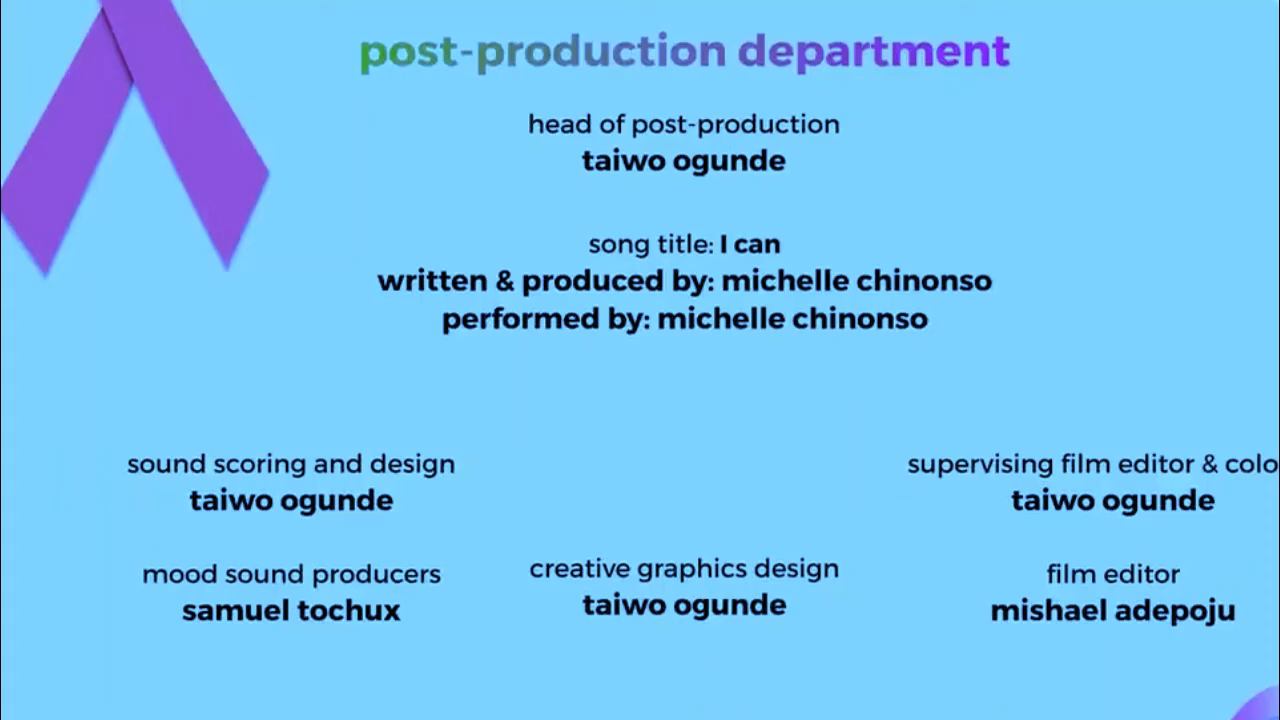 post-production department
head of post-production
taiwo ogunde
song title: I can
written & produced by: michelle chinonso
performed by: michelle chinonso
sound scoring and design
taiwo ogunde
mood sound producers
samuel tochux
creative graphics design
taiwo ogunde
supervising film editor & colo
taiwo ogunde
film editor
mishael adepoju